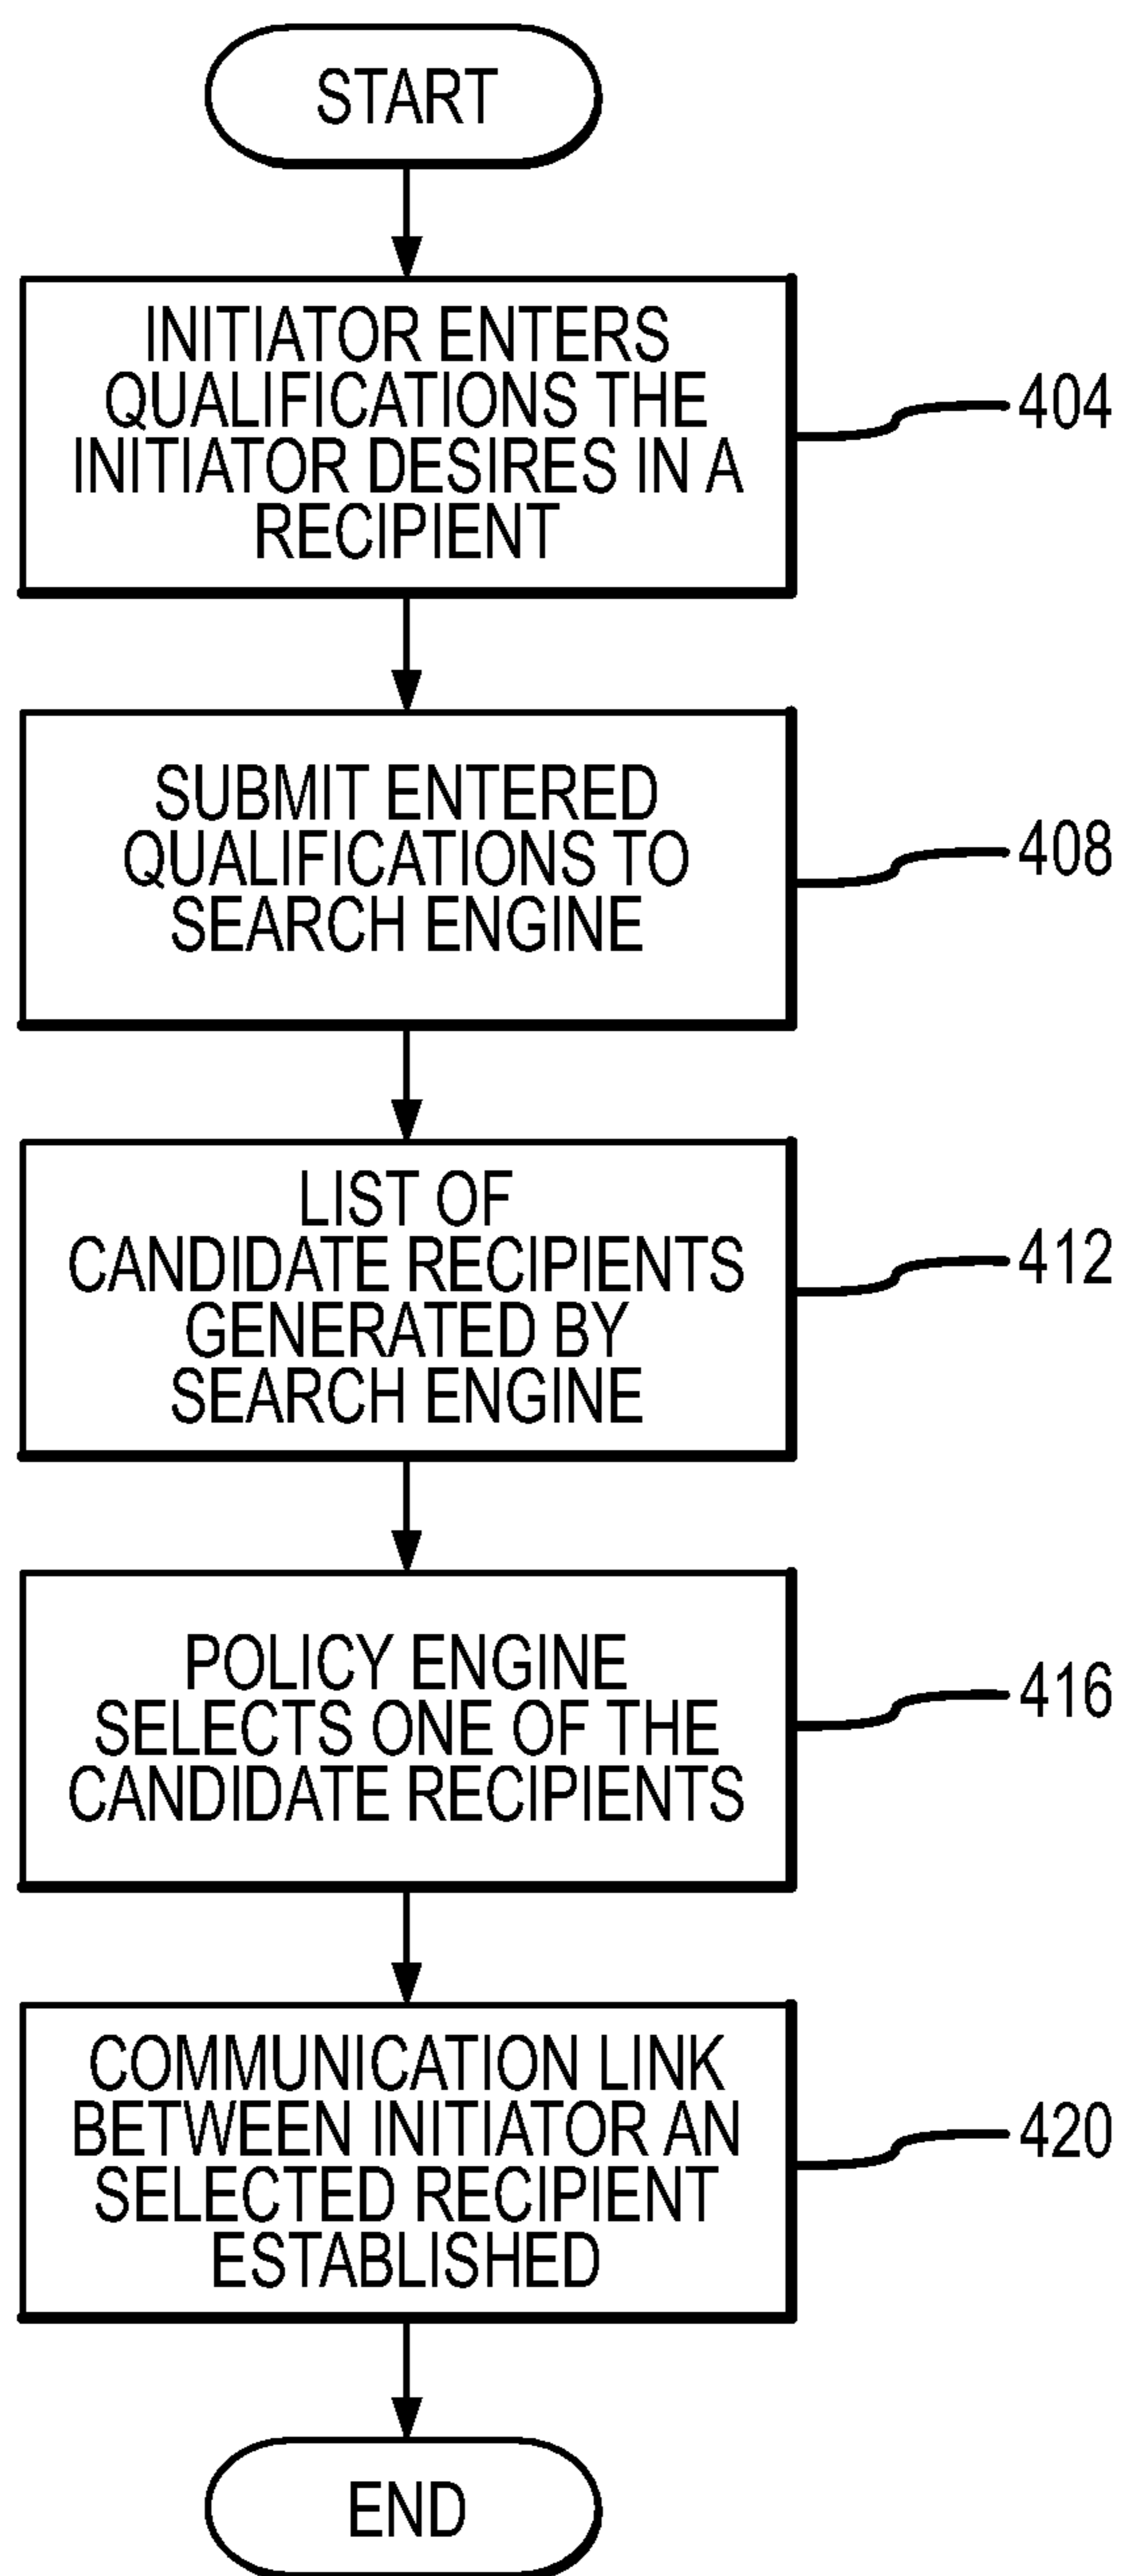 START
INITIATOR ENTERS
QUALIFICATIONS THE
INITIATOR DESIRES IN A
RECIPIENT
404
SUBMIT ENTERED
QUALIFICATIONS TO
SEARCH ENGINE
408
LIST OF
CANDIDATE RECIPIENTS
GENERATED BY
SEARCH ENGINE
412
POLICY ENGINE
SELECTS ONE OF THE
CANDIDATE RECIPIENTS
416
COMMUNICATION LINK
BETWEEN INITIATOR AN
SELECTED RECIPIENT
ESTABLISHED
420
END